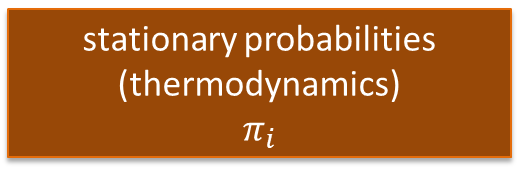 stationary probabilities
(thermodynamics)
πᵢ